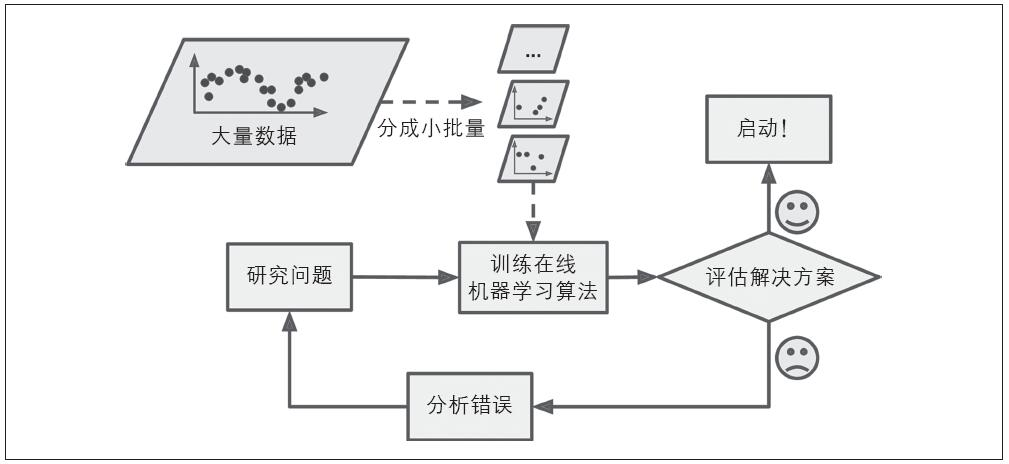 ...
大量数据
分成小批量
启动！
研究问题
训练在线
机器学习算法
评估解决方案
分析错误